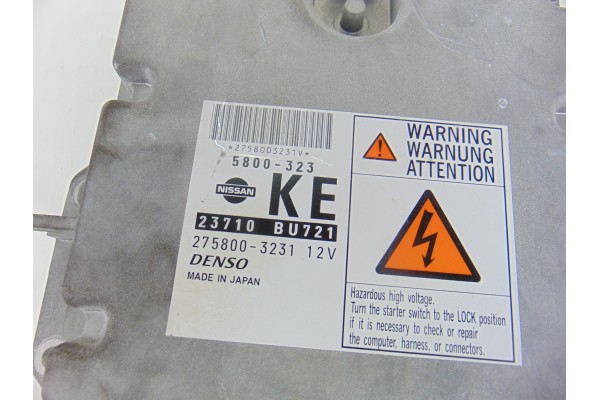 *2758003231V*
5800-323
NISSAN
KE
23710 BU721
275800-3231 12V
DENSO
MADE IN JAPAN
WARNING
WARNUNG
ATTENTION
Hazardous high voltage.
Turn the starter switch to the LOCK position
if it is necessary to check or repair
the computer, harness, or connectors.